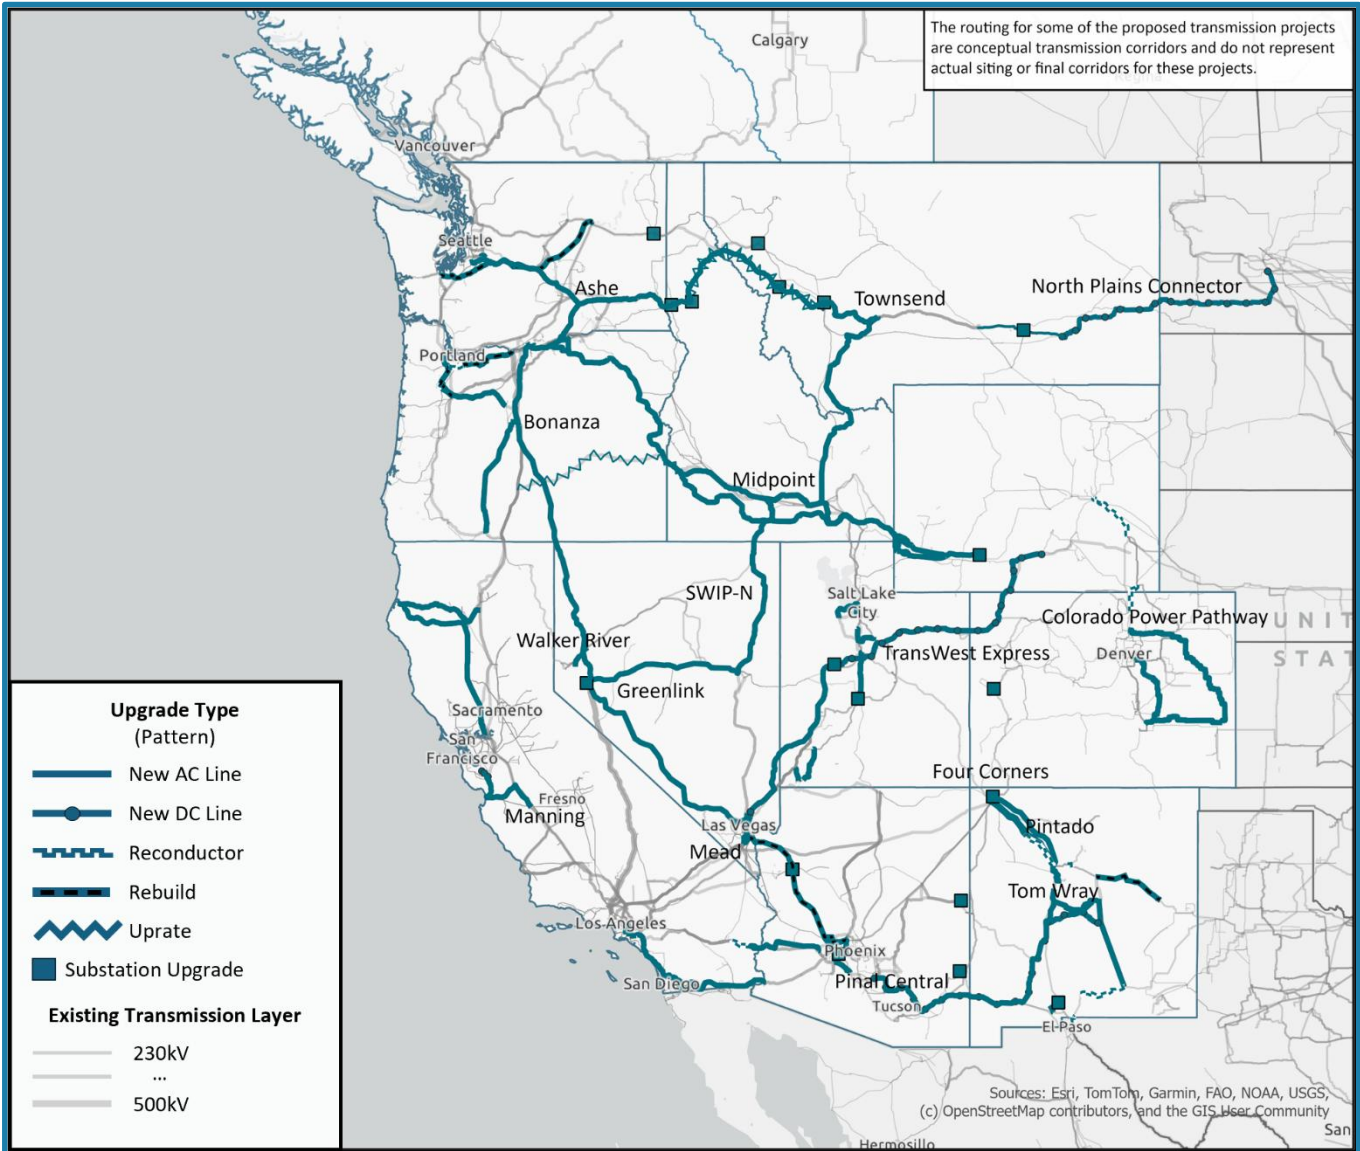 The routing for some of the proposed transmission projects
are conceptual transmission corridors and do not represent
actual siting or final corridors for these projects.
Calgary
Vancouver
Seattle
Ashe
Townsend
North Plains Connector
Portland
Bonanza
Midpoint
SWIP-N
Salt Lake
City
Walker River
Greenlink
TransWest Express
Colorado Power Pathway
Denver
UNIT
STAT
Sacramento
San
Francisco
Fresno
Manning
Four Corners
Pintado
Las Vegas
Mead
Tom Wray
Los Angeles
Phoenix
San Diego
Pinal Central
Tucson
El Paso
Upgrade Type
(Pattern)
New AC Line
New DC Line
Reconductor
Rebuild
Uprate
Substation Upgrade
Existing Transmission Layer
230kV
...
500kV
Sources: Esri, TomTom, Garmin, FAO, NOAA, USGS,
(c) OpenStreetMap contributors, and the GIS User Community
San
Hermosillo